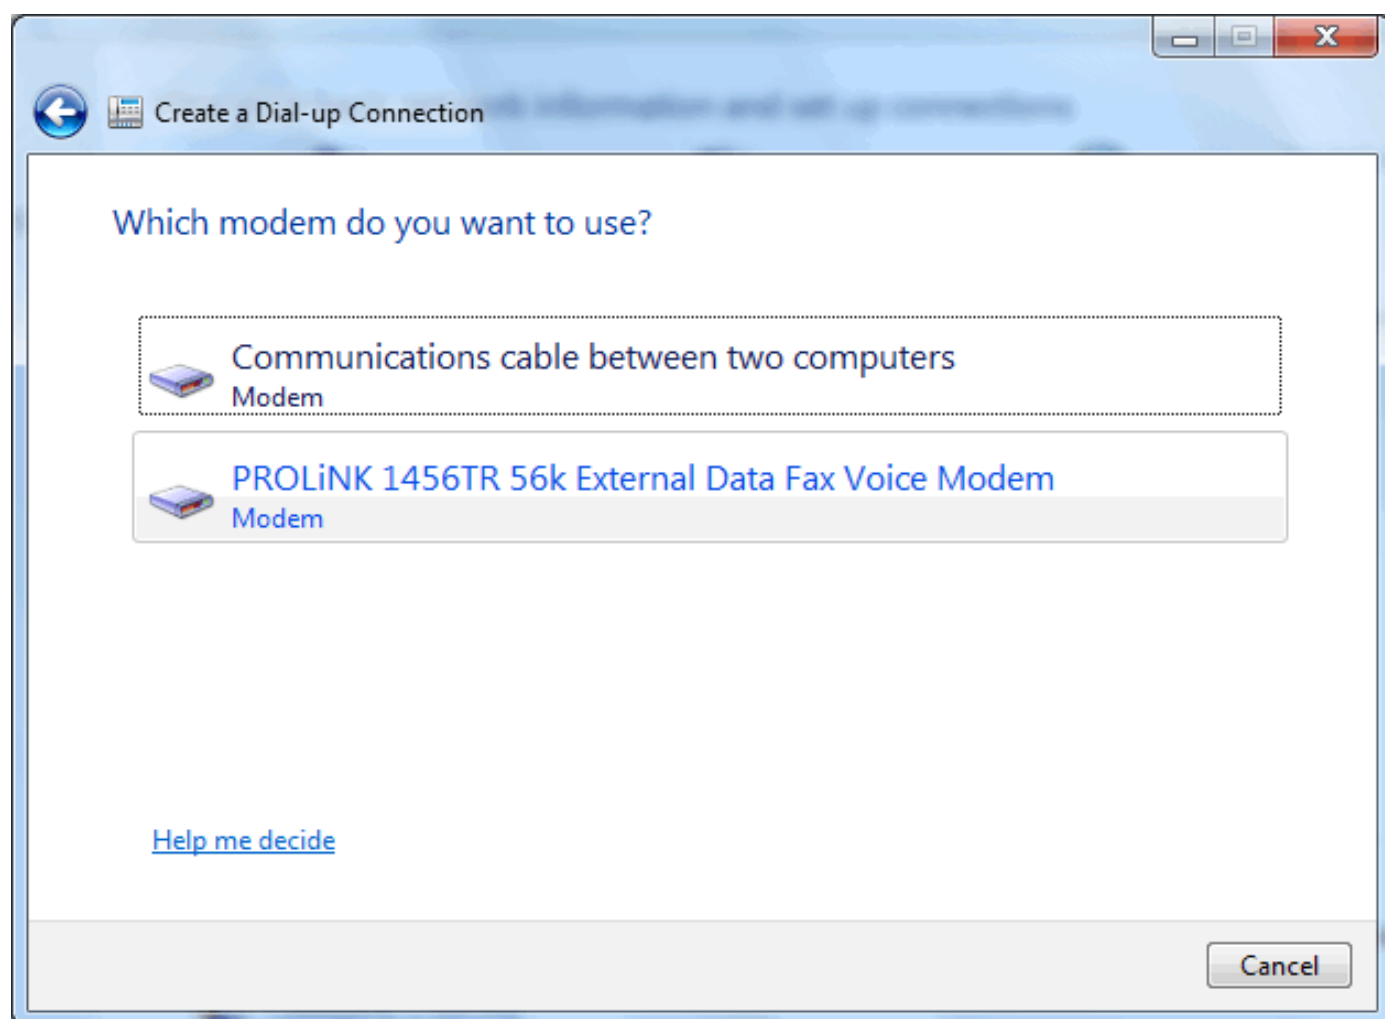 Create a Dial-up Connection
Which modem do you want to use?
Communications cable between two computers
Modem
PROLiNK 1456TR 56k External Data Fax Voice Modem
Modem
Help me decide
Cancel